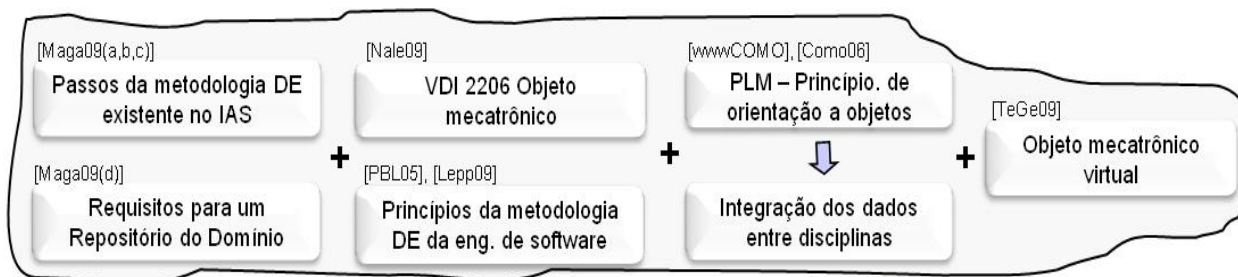 [Maga09(a,b,c)]
Passos da metodologia DE
existente no IAS
[Maga09(d)]
Requisitos para um
Repositório do Domínio
+
[Nale09]
VDI 2206 Objeto
mecatrônico
[PBL05], [Lepp09]
Princípios da metodologia
DE da eng. de software
+
[wwwCOMO], [Como06]
PLM – Princípio. de
orientação a objetos
Integração dos dados
entre disciplinas
+
[TeGe09]
Objeto mecatrônico
virtual